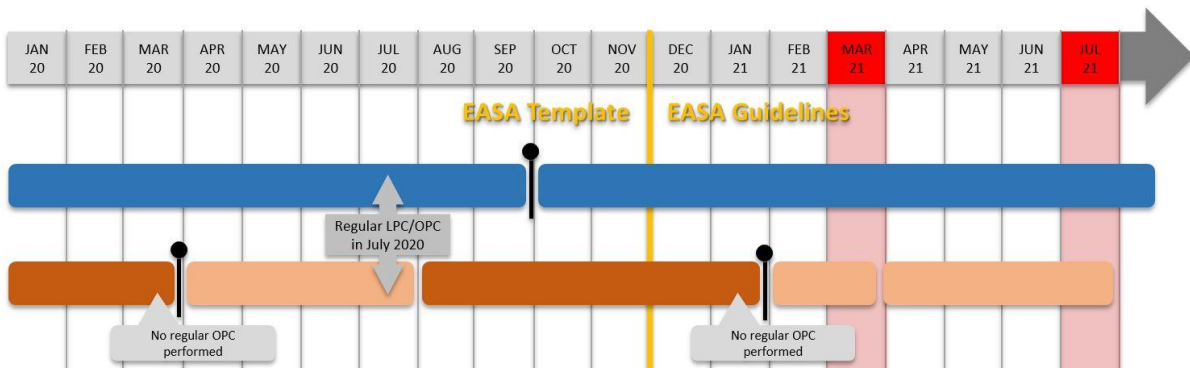 JAN FEB MAR APR MAY JUN JUL AUG SEP OCT NOV DEC JAN FEB MAR APR MAY JUN JUL
20 20 20 20 20 20 20 20 20 20 20 20 21 21 21 21 21 21 21
EASA Template EASA Guidelines
Regular LPC/OPC
in July 2020
No regular OPC
performed
No regular OPC
performed